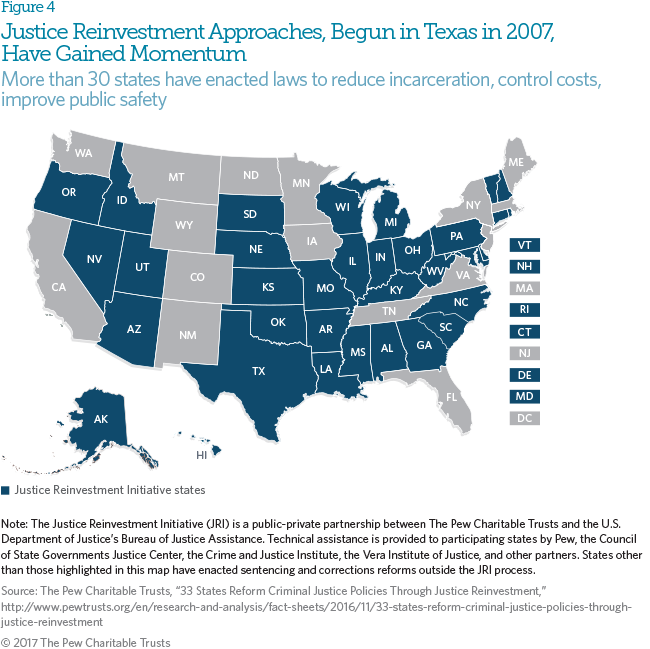 Figure 4
Justice Reinvestment Approaches, Begun in Texas in 2007,
Have Gained Momentum
More than 30 states have enacted laws to reduce incarceration, control costs,
improve public safety
WA
MT
ND
MN
ME
OR
ID
SD
WI
MI
NY
WY
NE
IA
PA
NV
UT
CO
KS
MO
IL
IN
OH
WV
VA
KY
CA
AZ
NM
OK
AR
TN
NC
SC
TX
LA
MS
AL
GA
FL
AK
HI
VT
NH
MA
RI
CT
NJ
DE
MD
DC
Justice Reinvestment Initiative states
Note: The Justice Reinvestment Initiative (JRI) is a public-private partnership between The Pew Charitable Trusts and the U.S.
Department of Justice's Bureau of Justice Assistance. Technical assistance is provided to participating states by Pew, the Council
of State Governments Justice Center, the Crime and Justice Institute, the Vera Institute of Justice, and other partners. States other
than those highlighted in this map have enacted sentencing and corrections reforms outside the JRI process.
Source: The Pew Charitable Trusts, "33 States Reform Criminal Justice Policies Through Justice Reinvestment,"
http://www.pewtrusts.org/en/research-and-analysis/fact-sheets/2016/11/33-states-reform-criminal-justice-policies-through-
justice-reinvestment
© 2017 The Pew Charitable Trusts